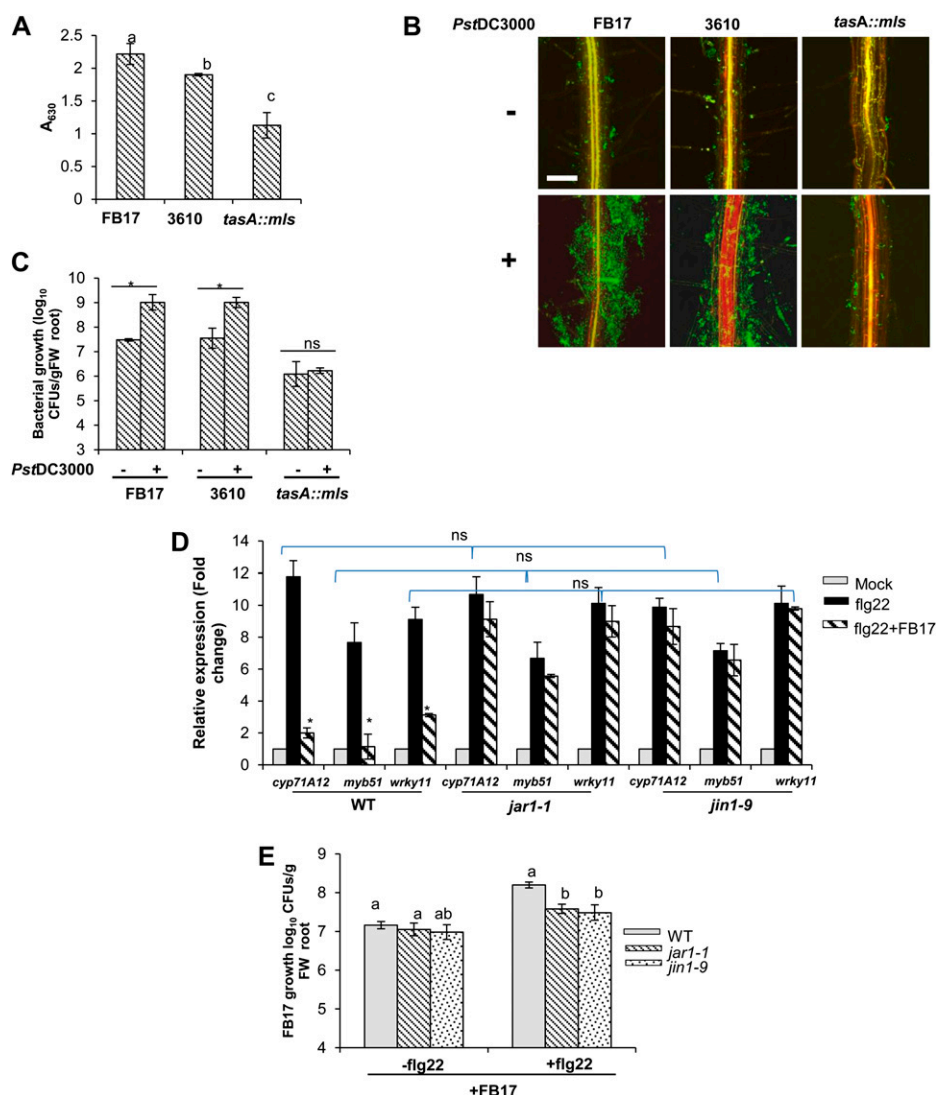 A
2.5
2
1.5
1
0.5
0
A630
a
b
c
FB17 3610 tasA::mls
B
PstDC3000 FB17 3610 tasA::mls
-
+
C
10
9
8
7
6
5
4
3
Bacterial growth (log10
CFUs/gFW root)
* * ns
PstDC3000 - + - + - +
FB17 3610 tasA::mls
D
14
12
10
8
6
4
2
0
Relative expression (Fold
change)
ns
ns
ns
* * *
Mock
flg22
flg22+FB17
cyp71A12 myb51 wrky11 cyp71A12 myb51 wrky11 cyp71A12 myb51 wrky11
WT jar1-1 jin1-9
E
9
8
7
6
5
4
FB17 growth log10 CFUs/g
FW root
a a ab a b b
WT
jar1-1
jin1-9
-flg22 +flg22
+FB17